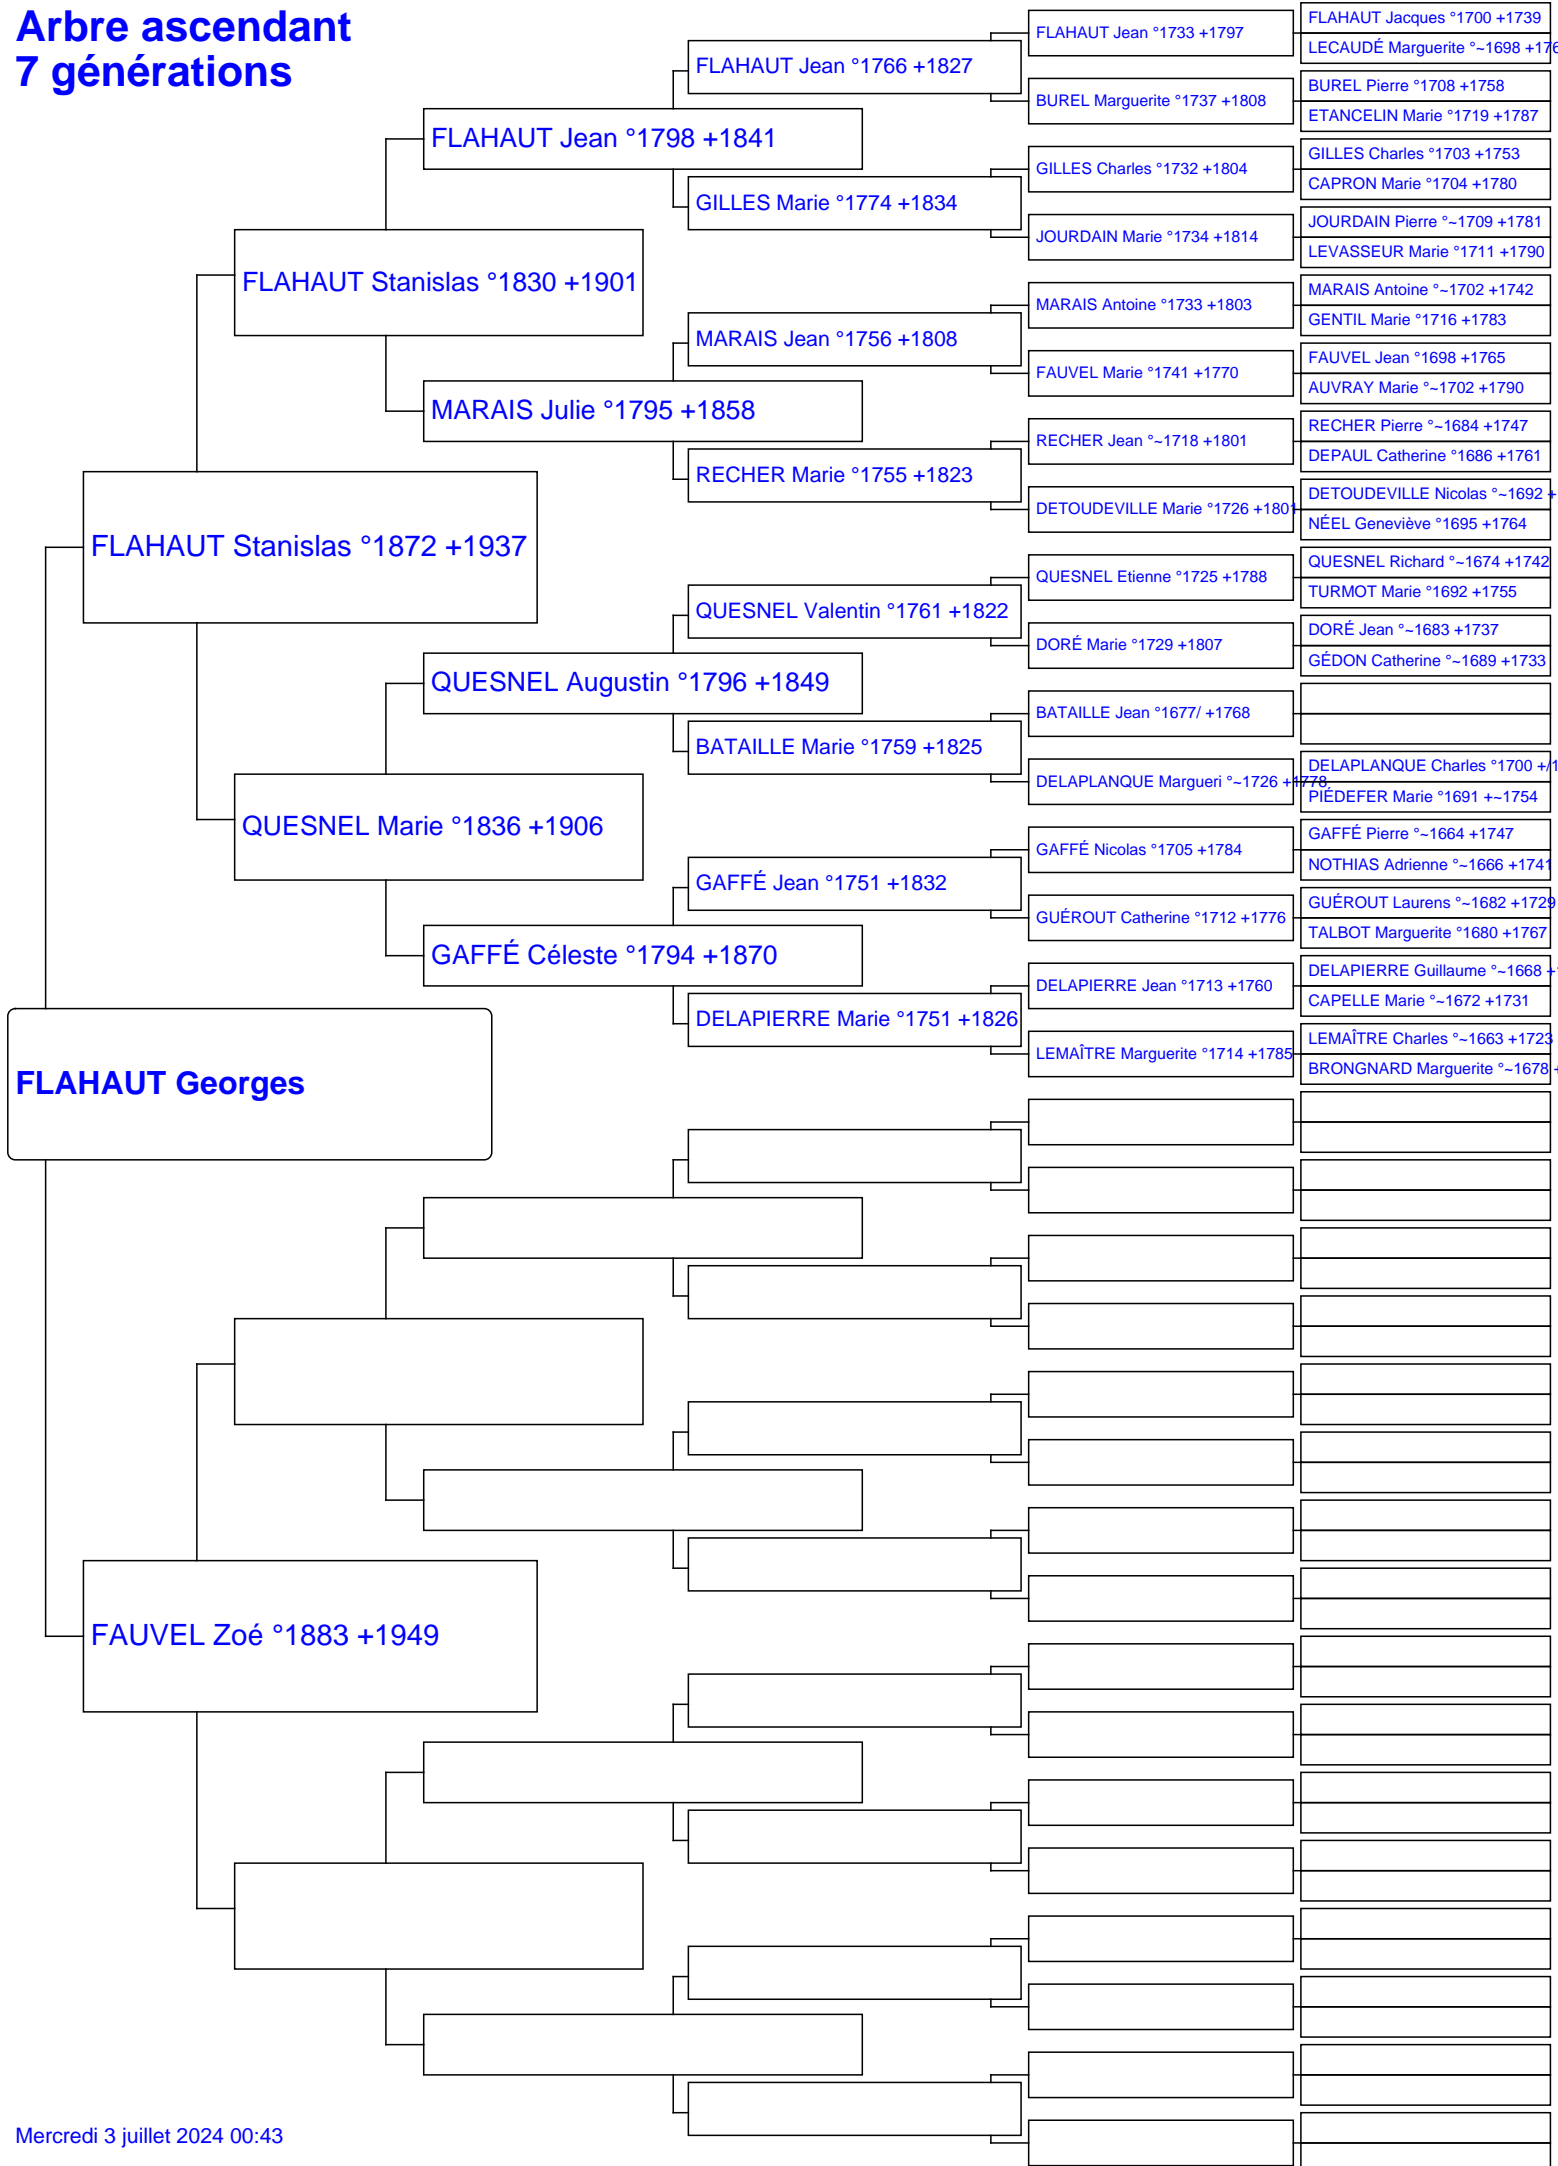 Arbre ascendant
7 générations
FLAHAUT Georges
FLAHAUT Stanislas °1872 +1937
FAUVEL Zoé °1883 +1949
FLAHAUT Stanislas °1830 +1901
QUESNEL Marie °1836 +1906
FLAHAUT Jean °1798 +1841
MARAIS Julie °1795 +1858
QUESNEL Augustin °1796 +1849
GAFFÉ Céleste °1794 +1870
FLAHAUT Jean °1766 +1827
GILLES Marie °1774 +1834
MARAIS Jean °1756 +1808
RECHER Marie °1755 +1823
QUESNEL Valentin °1761 +1822
BATAILLE Marie °1759 +1825
GAFFÉ Jean °1751 +1832
DELAPIERRE Marie °1751 +1826
FLAHAUT Jean °1733 +1797
BUREL Marguerite °1737 +1808
GILLES Charles °1732 +1804
JOURDAIN Marie °1734 +1814
MARAIS Antoine °1733 +1803
FAUVEL Marie °1741 +1770
RECHER Jean °~1718 +1801
DETOUDEVILLE Marie °1726 +1801
QUESNEL Etienne °1725 +1788
DORÉ Marie °1729 +1807
BATAILLE Jean °1677/ +1768
DELAPLANQUE Margueri °~1726 +1778
GAFFÉ Nicolas °1705 +1784
GUÉROUT Catherine °1712 +1776
DELAPIERRE Jean °1713 +1760
LEMAÎTRE Marguerite °1714 +1785
FLAHAUT Jacques °1700 +1739
LECAUDÉ Marguerite °~1698 +176
BUREL Pierre °1708 +1758
ETANCELIN Marie °1719 +1787
GILLES Charles °1703 +1753
CAPRON Marie °1704 +1780
JOURDAIN Pierre °~1709 +1781
LEVASSEUR Marie °1711 +1790
MARAIS Antoine °~1702 +1742
GENTIL Marie °1716 +1783
FAUVEL Jean °1698 +1765
AUVRAY Marie °~1702 +1790
RECHER Pierre °~1684 +1747
DEPAUL Catherine °1686 +1761
DETOUDEVILLE Nicolas °~1692 +
NÉEL Geneviève °1695 +1764
QUESNEL Richard °~1674 +1742
TURMOT Marie °1692 +1755
DORÉ Jean °~1683 +1737
GÉDON Catherine °~1689 +1733
DELAPLANQUE Charles °1700 +/1
PIÉDEFER Marie °1691 +~1754
GAFFÉ Pierre °~1664 +1747
NOTHIAS Adrienne °~1666 +1741
GUÉROUT Laurens °~1682 +1729
TALBOT Marguerite °1680 +1767
DELAPIERRE Guillaume °~1668 +
CAPELLE Marie °~1672 +1731
LEMAÎTRE Charles °~1663 +1723
BRONGNARD Marguerite °~1678 +
Mercredi 3 juillet 2024 00:43